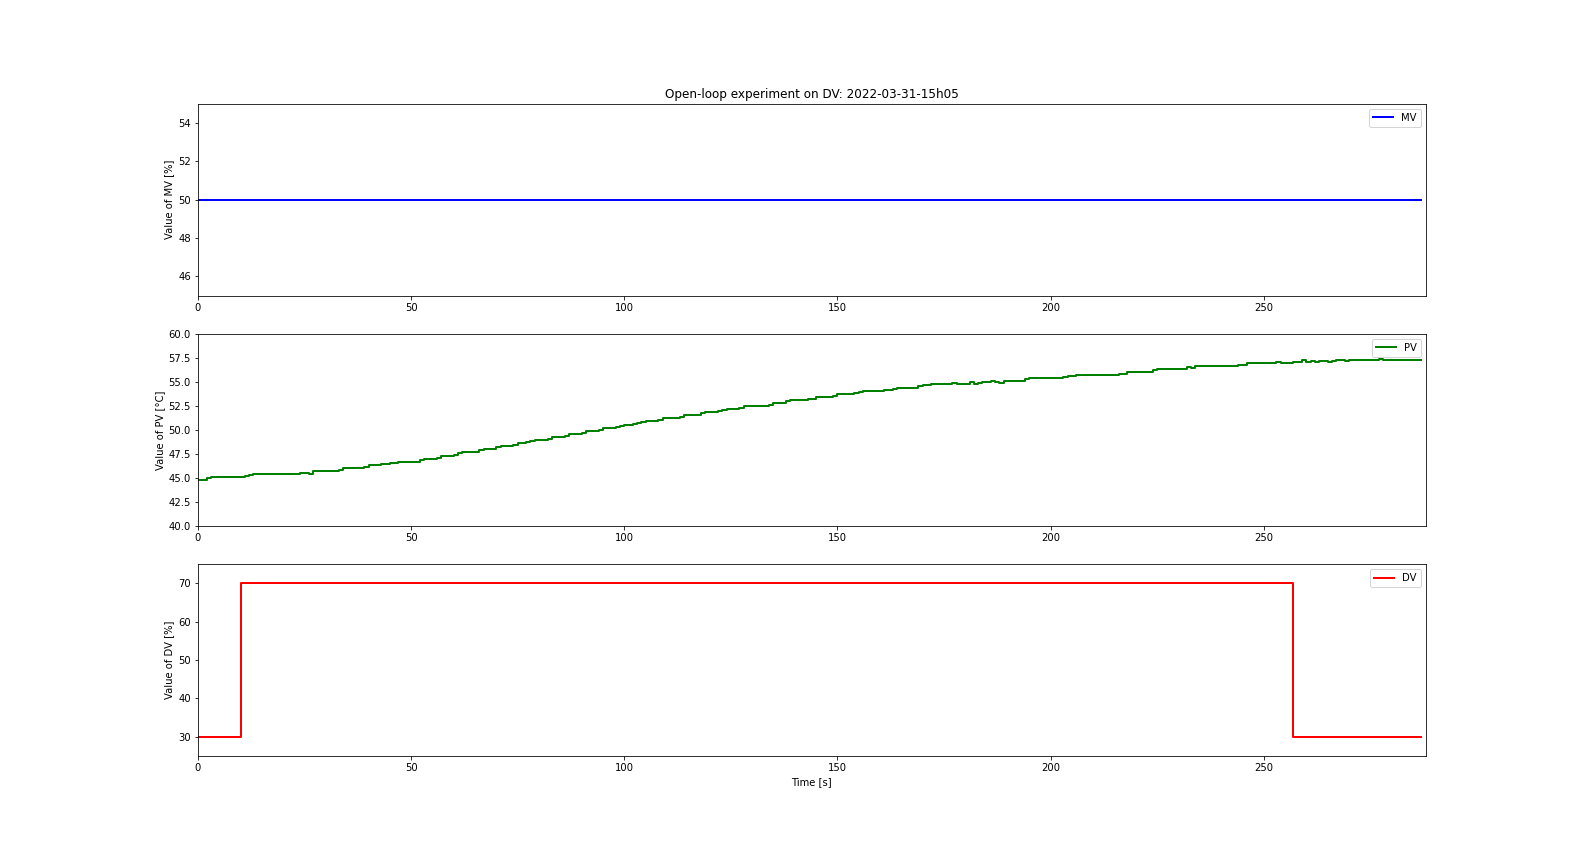 Open-loop experiment on DV: 2022-03-31-15h05
MV
Value of MV [%]
54
52
50
48
46
0 50 100 150 200 250
PV
Value of PV [°C]
60.0
57.5
55.0
52.5
50.0
47.5
45.0
42.5
40.0
0 50 100 150 200 250
DV
Value of DV [%]
70
60
50
40
30
0 50 100 150 200 250
Time [s]